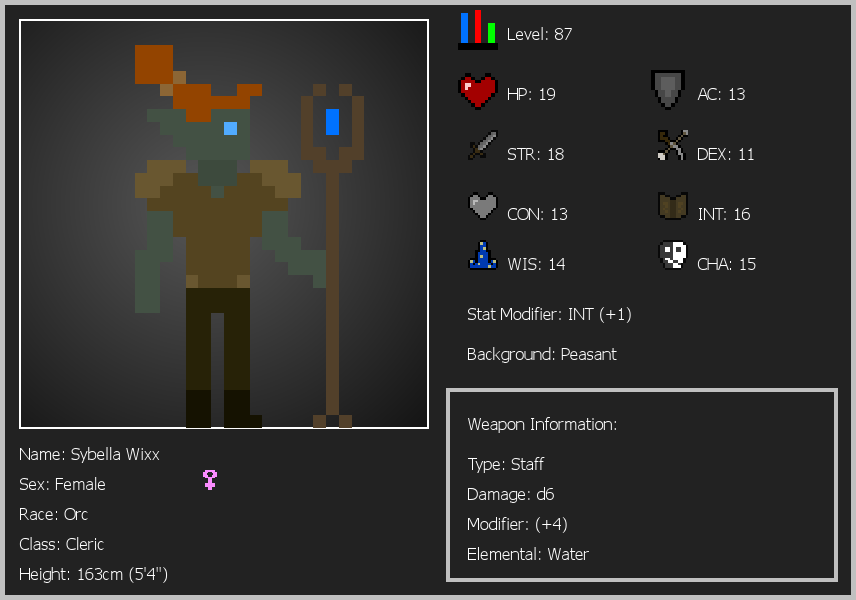 Level: 87
HP: 19
AC: 13
STR: 18
DEX: 11
CON: 13
INT: 16
WIS: 14
CHA: 15
Stat Modifier: INT (+1)
Background: Peasant
Weapon Information:
Type: Staff
Damage: d6
Modifier: (+4)
Elemental: Water
Name: Sybella Wixx
Sex: Female
Race: Orc
Class: Cleric
Height: 163cm (5'4")